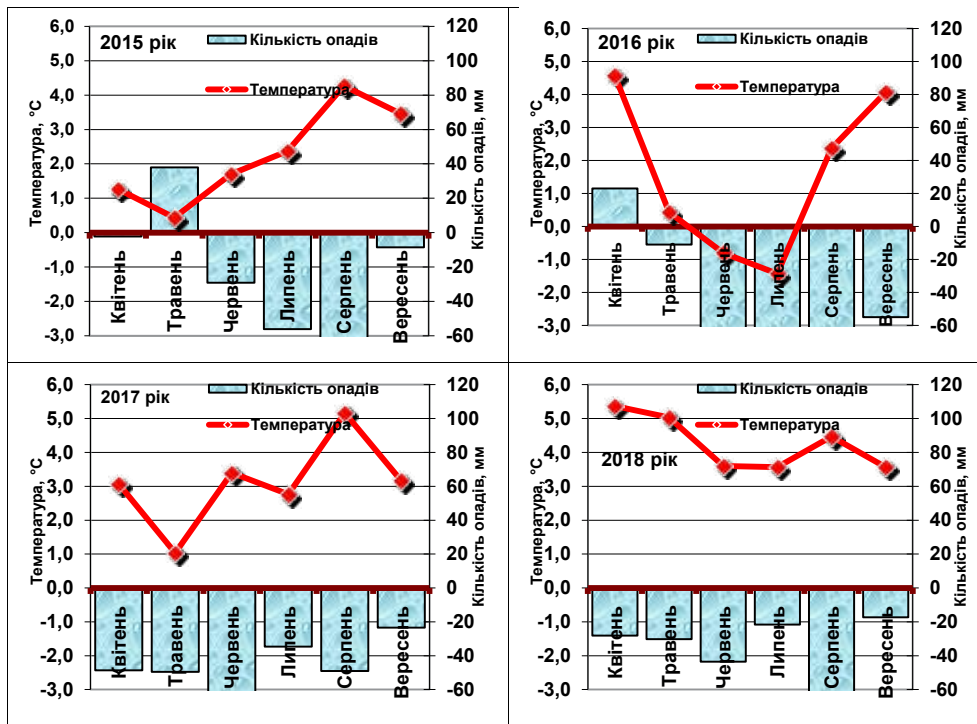 2015 рік
Кількість опадів
Температура
Температура, °С
Кількість опадів, мм
6,0
5,0
4,0
3,0
2,0
1,0
0,0
-1,0
-2,0
-3,0
120
100
80
60
40
20
0
-20
-40
-60
Квітень
Травень
Червень
Липень
Серпень
Вересень
2016 рік
Кількість опадів
Температура
Температура, °С
Кількість опадів, мм
6,0
5,0
4,0
3,0
2,0
1,0
0,0
-1,0
-2,0
-3,0
120
100
80
60
40
20
0
-20
-40
-60
Квітень
Травень
Червень
Липень
Серпень
Вересень
2017 рік
Кількість опадів
Температура
Температура, °С
Кількість опадів, мм
6,0
5,0
4,0
3,0
2,0
1,0
0,0
-1,0
-2,0
-3,0
120
100
80
60
40
20
0
-20
-40
-60
Квітень
Травень
Червень
Липень
Серпень
Вересень
2018 рік
Кількість опадів
Температура
Температура, °С
Кількість опадів, мм
6,0
5,0
4,0
3,0
2,0
1,0
0,0
-1,0
-2,0
-3,0
120
100
80
60
40
20
0
-20
-40
-60
Квітень
Травень
Червень
Липень
Серпень
Вересень